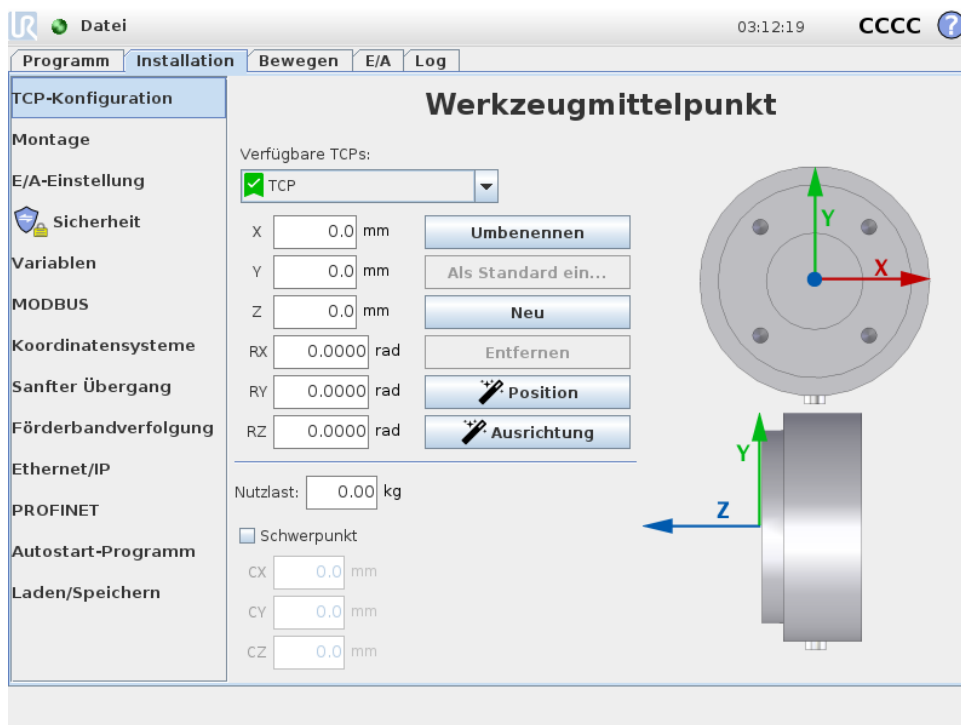 UR Datei 03:12:19 CCCC ?
Programm Installation Bewegen E/A Log
TCP-Konfiguration
Montage
E/A-Einstellung
Sicherheit
Variablen
MODBUS
Koordinatensysteme
Sanfter Übergang
Förderbandverfolgung
Ethernet/IP
PROFINET
Autostart-Programm
Laden/Speichern
Werkzeugmittelpunkt
Verfügbare TCPs:
TCP
X 0.0 mm Umbenennen
Y 0.0 mm Als Standard ein...
Z 0.0 mm Neu
RX 0.0000 rad Entfernen
RY 0.0000 rad Position
RZ 0.0000 rad Ausrichtung
Nutzlast: 0.00 kg
Schwerpunkt
CX 0.0 mm
CY 0.0 mm
CZ 0.0 mm
Y
X
Y
Z